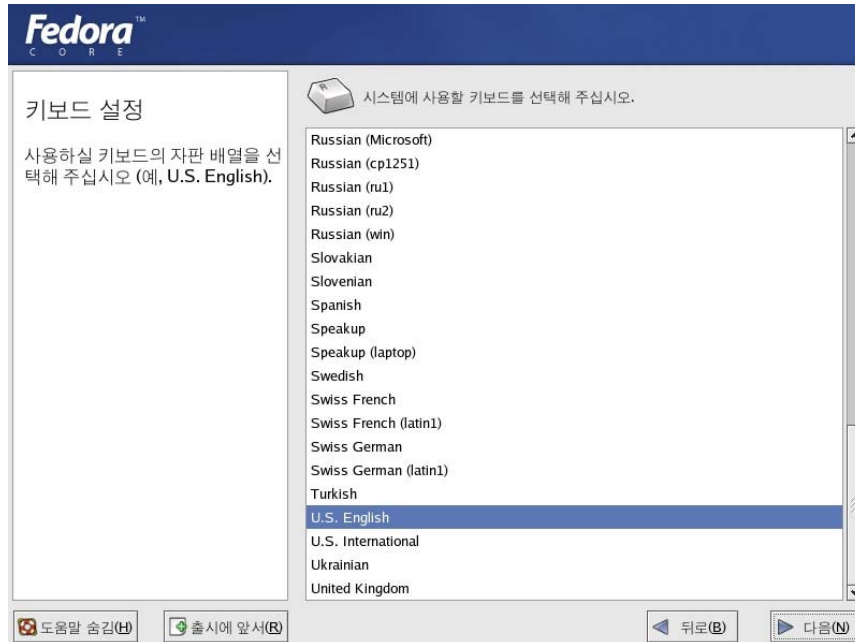 Fedora™
CORE
키보드 설정
사용하실 키보드의 자판 배열을 선
택해 주십시오 (예, U.S. English).
시스템에 사용할 키보드를 선택해 주십시오.
Russian (Microsoft)
Russian (cp1251)
Russian (ru1)
Russian (ru2)
Russian (win)
Slovakian
Slovenian
Spanish
Speakup
Speakup (laptop)
Swedish
Swiss French
Swiss French (latin1)
Swiss German
Swiss German (latin1)
Turkish
U.S. English
U.S. International
Ukrainian
United Kingdom
도움말 숨김(H)
출시에 앞서(R)
뒤로(B)
다음(N)